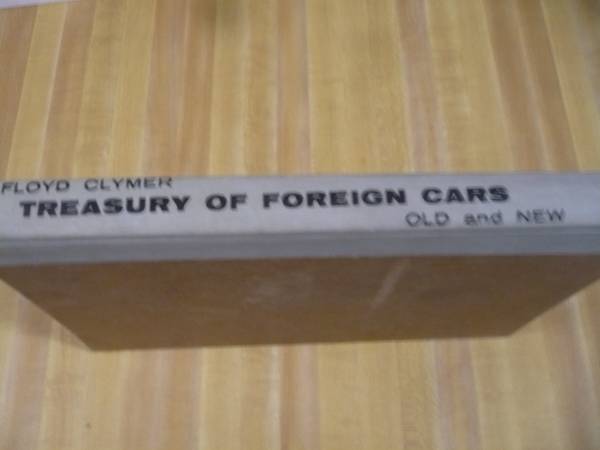 FLOYD CLYMER
TREASURY OF FOREIGN CARS
OLD and NEW